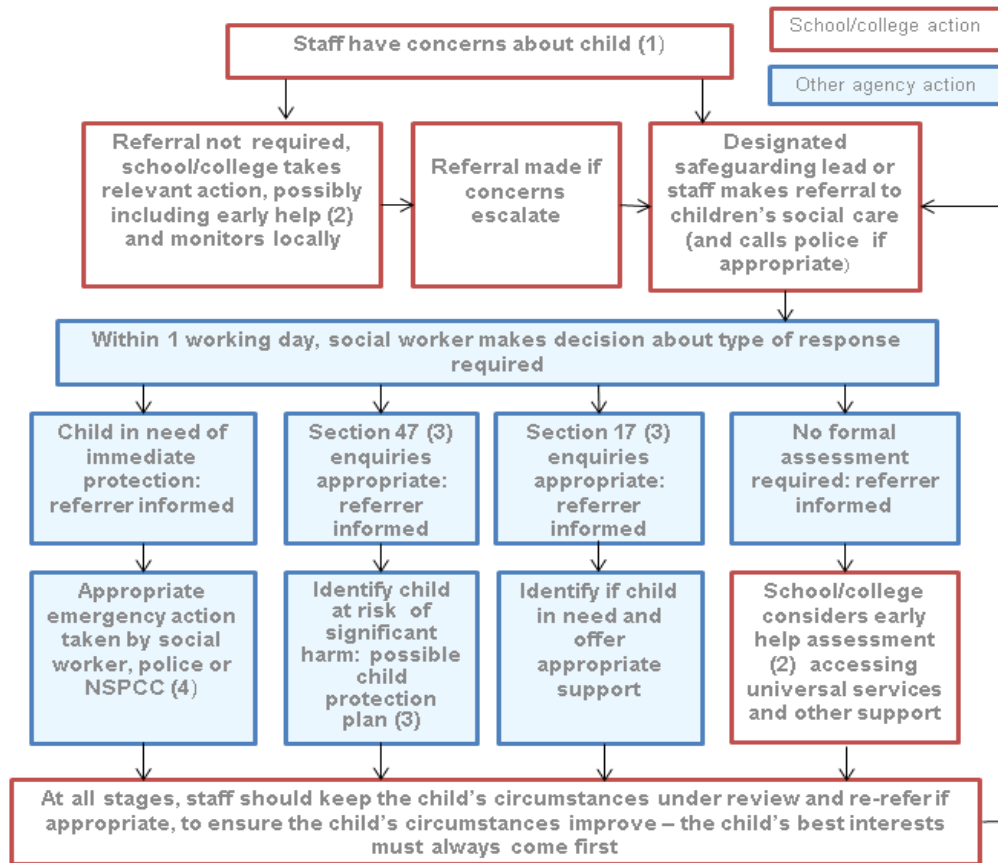 Staff have concerns about child (1)
School/college action
Other agency action
Referral not required,
school/college takes
relevant action, possibly
including early help (2)
and monitors locally
Referral made if
concerns
escalate
Designated
safeguarding lead or
staff makes referral to
children's social care
(and calls police if
appropriate)
Within 1 working day, social worker makes decision about type of response
required
Child in need of
immediate
protection:
referrer informed
Section 47 (3)
enquiries
appropriate:
referrer
informed
Section 17 (3)
enquiries
appropriate:
referrer
informed
No formal
assessment
required: referrer
informed
Appropriate
emergency action
taken by social
worker, police or
NSPCC (4)
Identify child
at risk of
significant
harm: possible
child
protection
plan (3)
Identify if child
in need and
offer
appropriate
support
School/college
considers early
help assessment
(2) accessing
universal services
and other support
At all stages, staff should keep the child's circumstances under review and re-refer if
appropriate, to ensure the child's circumstances improve – the child's best interests
must always come first